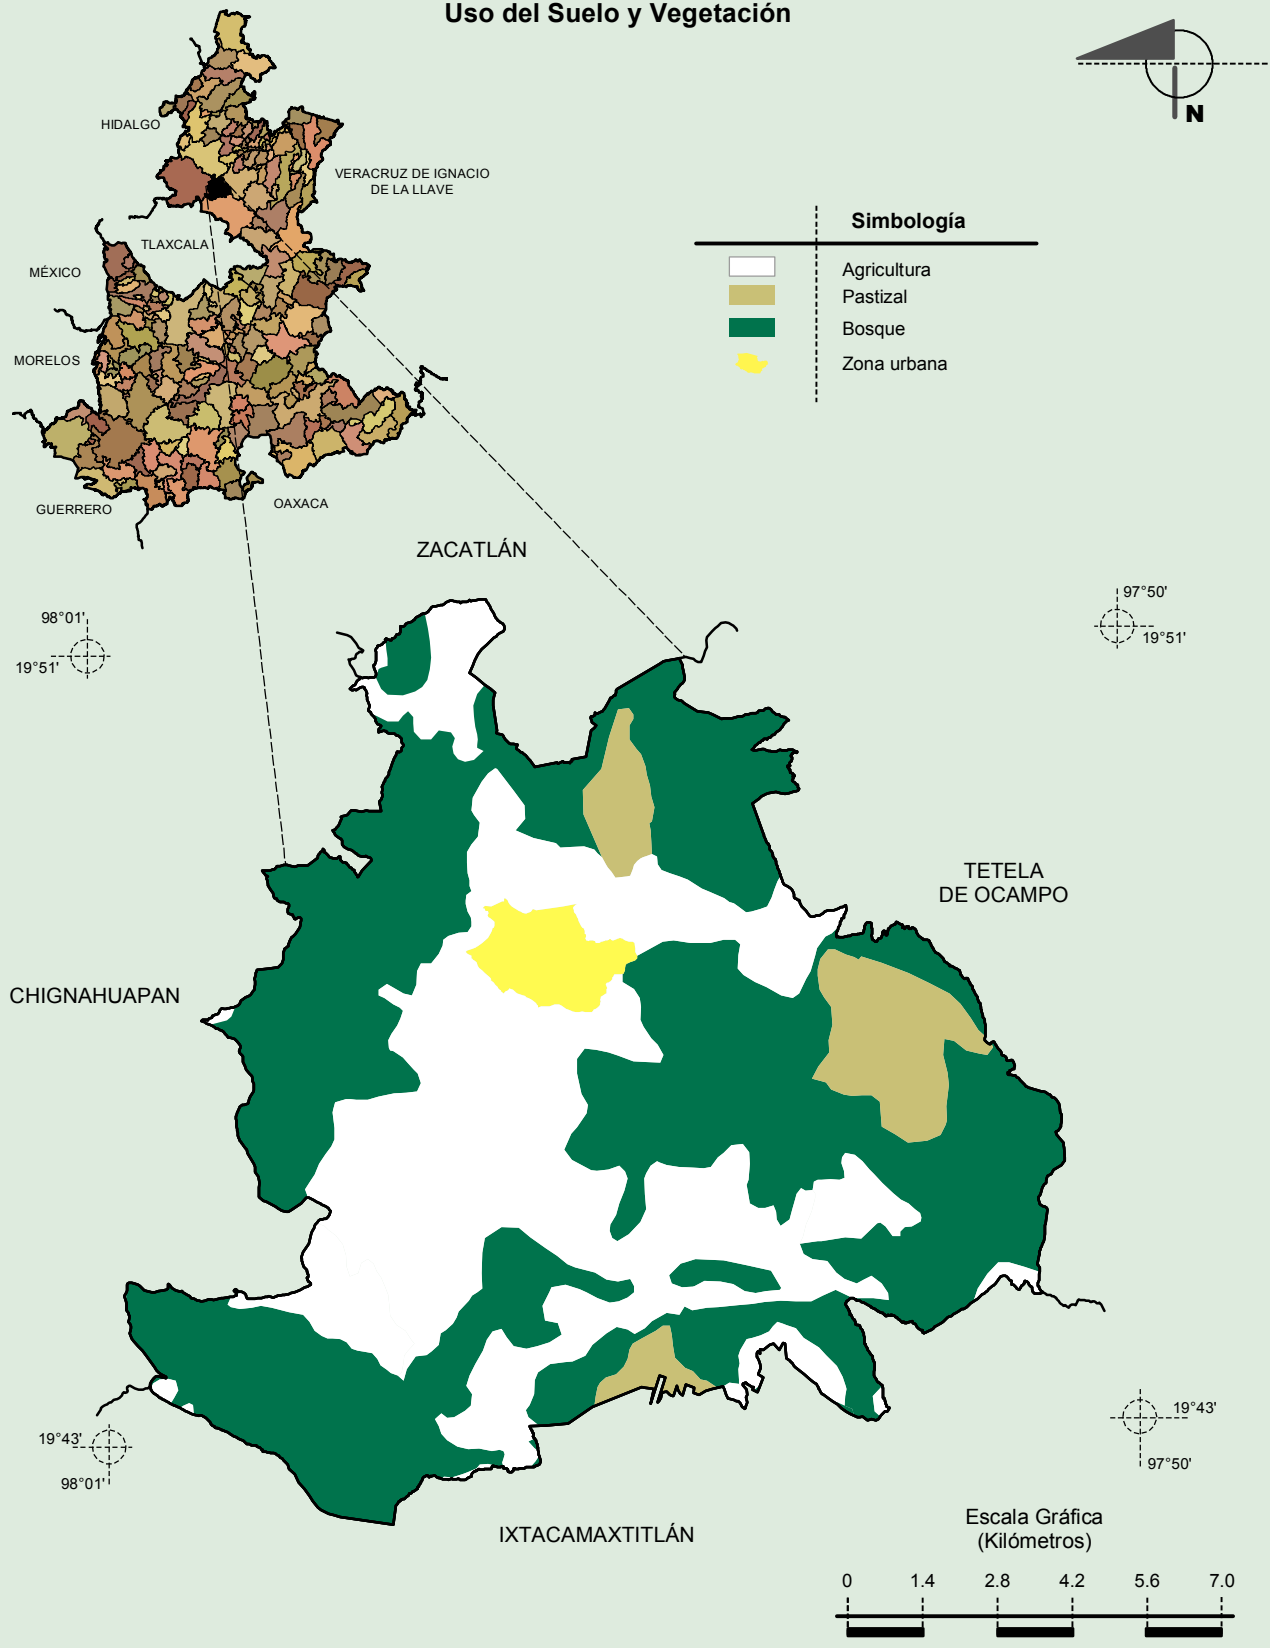 Uso del Suelo y Vegetación
N
HIDALGO
VERACRUZ DE IGNACIO
DE LA LLAVE
TLAXCALA
MÉXICO
MORELOS
GUERRERO
OAXACA
Simbología
Agricultura
Pastizal
Bosque
Zona urbana
ZACATLÁN
98°01'
19°51'
97°50'
19°51'
TETELA
DE OCAMPO
CHIGNAHUAPAN
19°43'
98°01'
19°43'
97°50'
IXTACAMAXTITLÁN
Escala Gráfica
(Kilómetros)
0 1.4 2.8 4.2 5.6 7.0